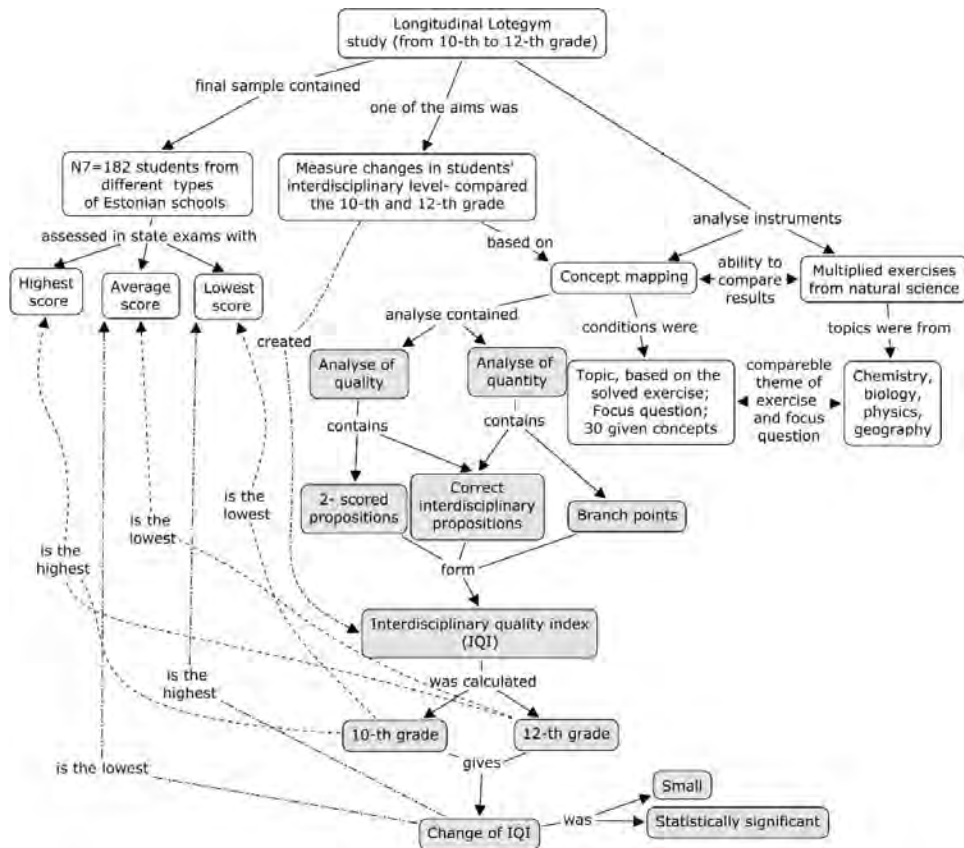 Longitudinal Lotegym
study (from 10-th to 12-th grade)
final sample contained
one of the aims was
N7=182 students from
different types
of Estonian schools
Measure changes in students'
interdisciplinary level- compared
the 10-th and 12-th grade
analyse instruments
assessed in state exams with
based on
Highest
score
Average
score
Lowest
score
Concept mapping
ability to
compare
results
Multiplied exercises
from natural science
analyse contained
conditions were
topics were from
created
Analyse of
quality
Analyse of
quantity
Topic, based on the
solved exercise;
Focus question;
30 given concepts
compareble
theme of
exercise
and focus
question
Chemistry,
biology,
physics,
geography
contains
contains
2- scored
propositions
Correct
interdisciplinary
propositions
Branch points
is the
lowest
is the
lowest
is the
highest
form
Interdisciplinary quality index
(IQI)
is the
highest
was calculated
10-th grade
12-th grade
gives
is the lowest
Small
was
Change of IQI
Statistically significant